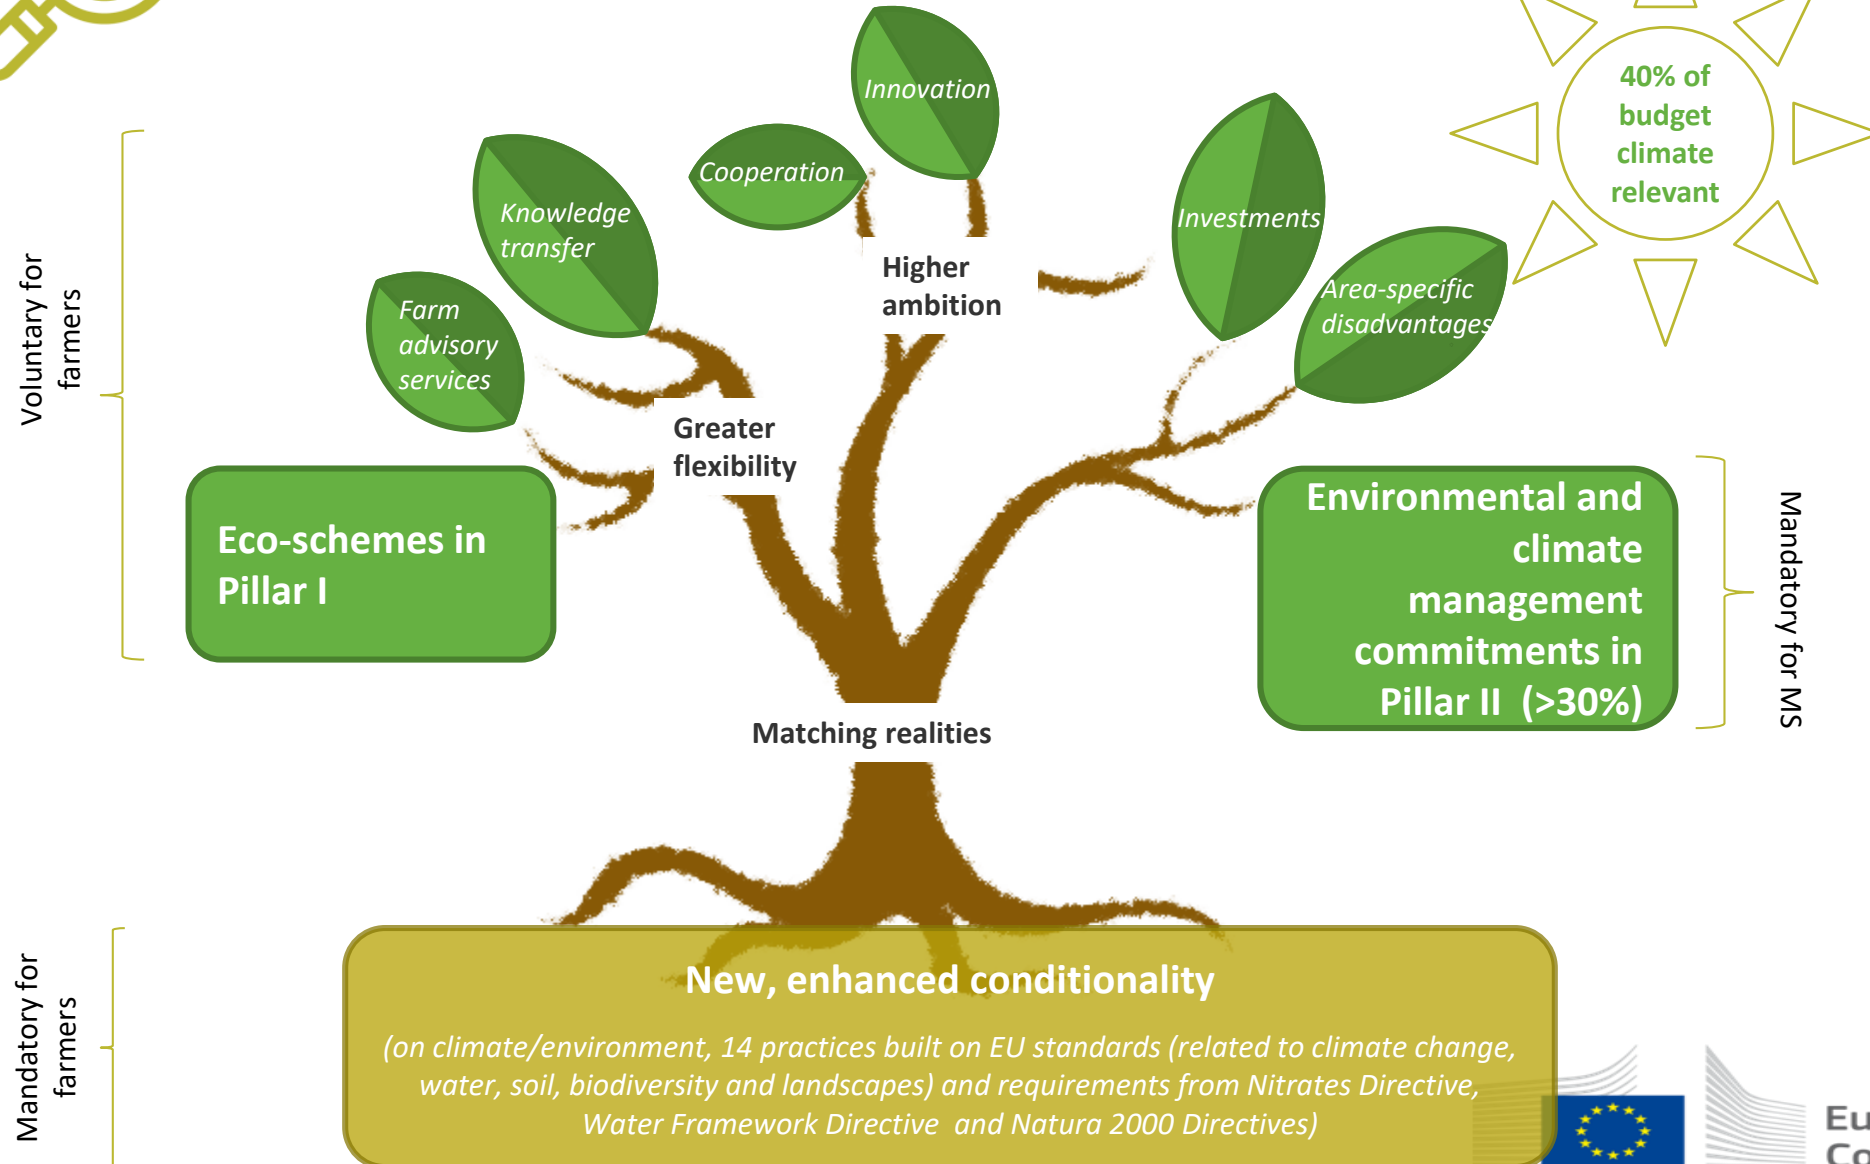 40% of
budget
climate
relevant
Innovation
Cooperation
Knowledge
transfer
Investments
Farm
advisory
services
Area-specific
disadvantages
Higher
ambition
Greater
flexibility
Voluntary for
farmers
Eco-schemes in
Pillar I
Environmental and
climate
management
commitments in
Pillar II (>30%)
Mandatory for MS
Matching realities
Mandatory for
farmers
New, enhanced conditionality
(on climate/environment, 14 practices built on EU standards (related to climate change,
water, soil, biodiversity and landscapes) and requirements from Nitrates Directive,
Water Framework Directive and Natura 2000 Directives)